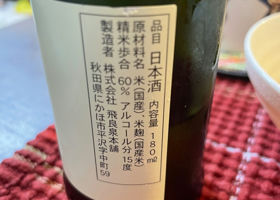 品目 日本酒 内容量 180㎖
原材料名 米(国産)、米麹(国産米)
精米歩合 60% アルコール分 15度
製造者 株式会社 飛良泉本舗
秋田県にかほ市平沢字中町59